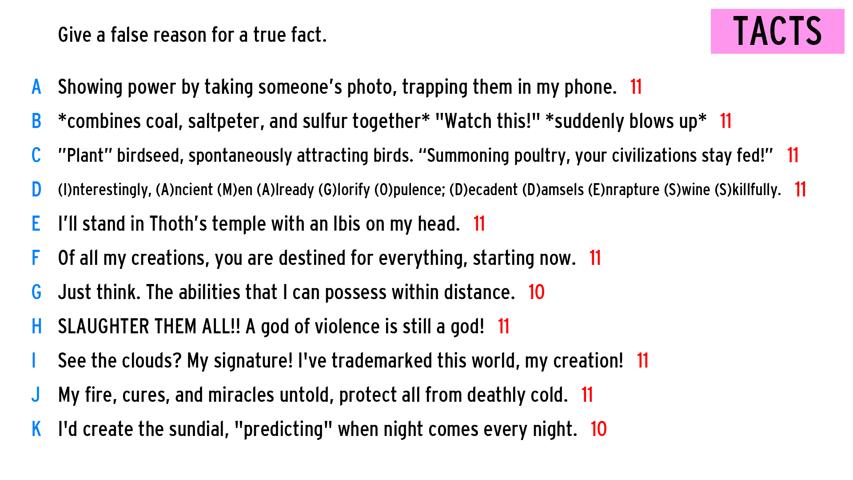 Give a false reason for a true fact.
TACTS
A Showing power by taking someone's photo, trapping them in my phone. 11
B *combines coal, saltpeter, and sulfur together* "Watch this!" *suddenly blows up* 11
C ”Plant” birdseed, spontaneously attracting birds. “Summoning poultry, your civilizations stay fed!” 11
D (I)nterestingly, (A)ncient (M)en (A)lready (G)lorify (O)pulence; (D)ecadent (D)amsels (E)nrapture (S)wine (S)killfully. 11
E I’ll stand in Thoth’s temple with an Ibis on my head. 11
F Of all my creations, you are destined for everything, starting now. 11
G Just think. The abilities that I can possess within distance. 10
H SLAUGHTER THEM ALL!! A god of violence is still a god! 11
I See the clouds? My signature! I've trademarked this world, my creation! 11
J My fire, cures, and miracles untold, protect all from deathly cold. 11
K I'd create the sundial, "predicting" when night comes every night. 10